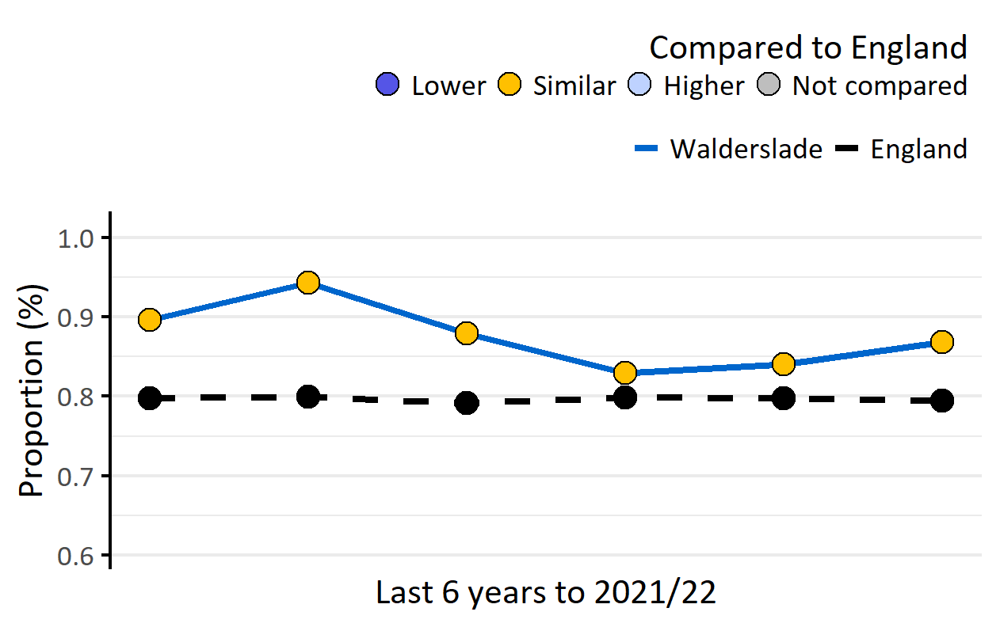 Compared to England
Lower Similar Higher Not compared
Walderslade England
Proportion (%)
1.0
0.9
0.8
0.7
0.6
Last 6 years to 2021/22